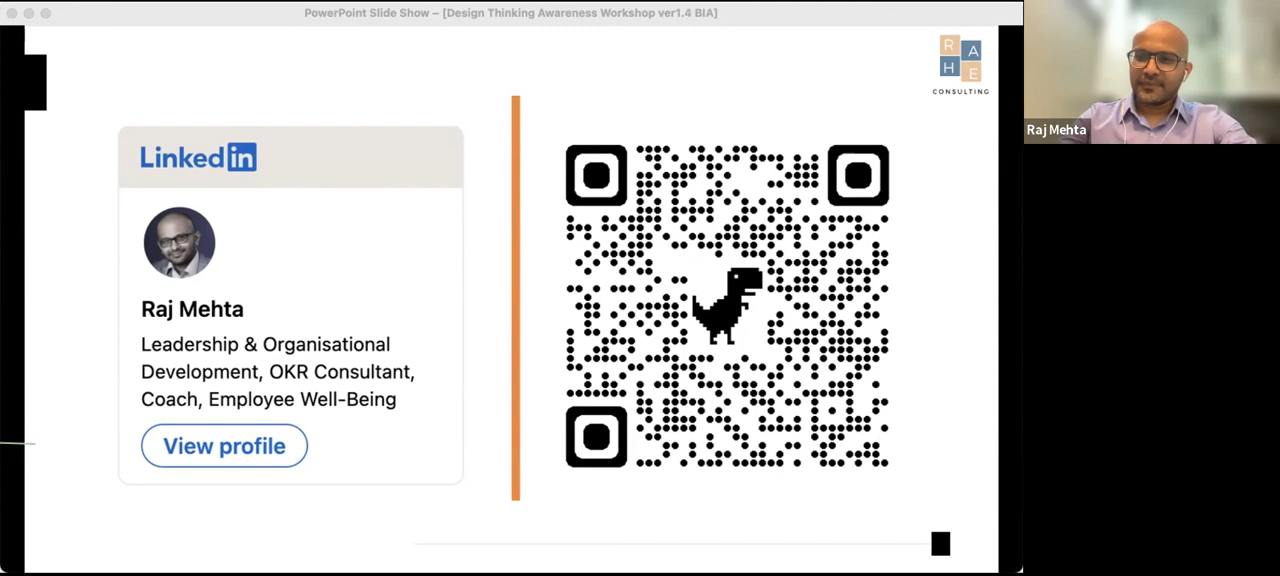 PowerPoint Slide Show – [Design Thinking Awareness Workshop ver1.4 BIA]
R
A
H
E
CONSULTING
Raj Mehta
LinkedIn
Raj Mehta
Leadership & Organisational
Development, OKR Consultant,
Coach, Employee Well-Being
View profile